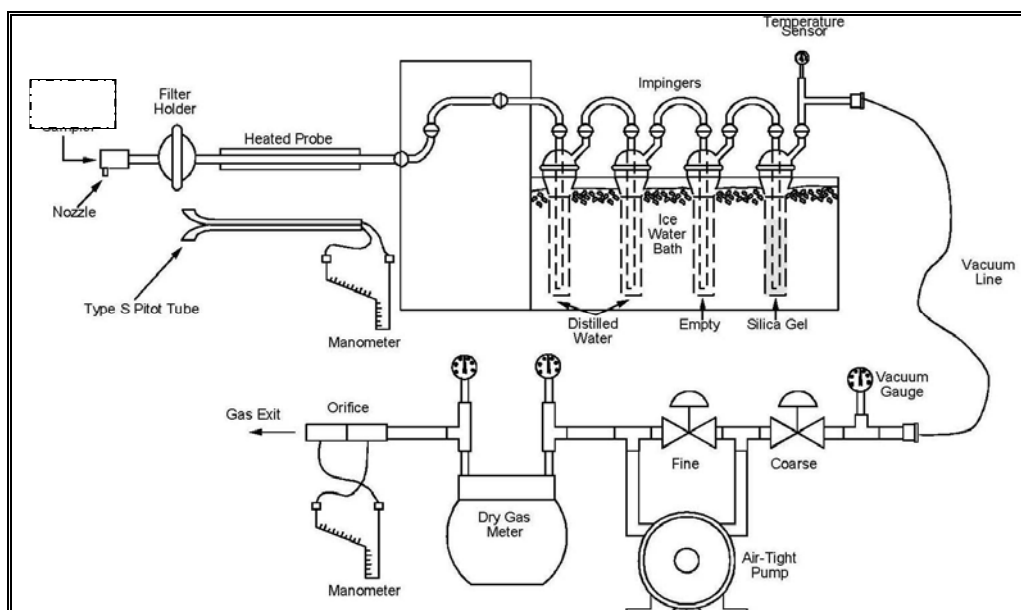 Temperature
Sensor
Filter
Holder
Impingers
Heated Probe
Nozzle
Ice
Water
Bath
Vacuum
Line
Type S Pitot Tube
Distilled
Water
Empty
Silica Gel
Manometer
Vacuum
Gauge
Orifice
Gas Exit
Fine
Coarse
Dry Gas
Meter
Air-Tight
Pump
Manometer